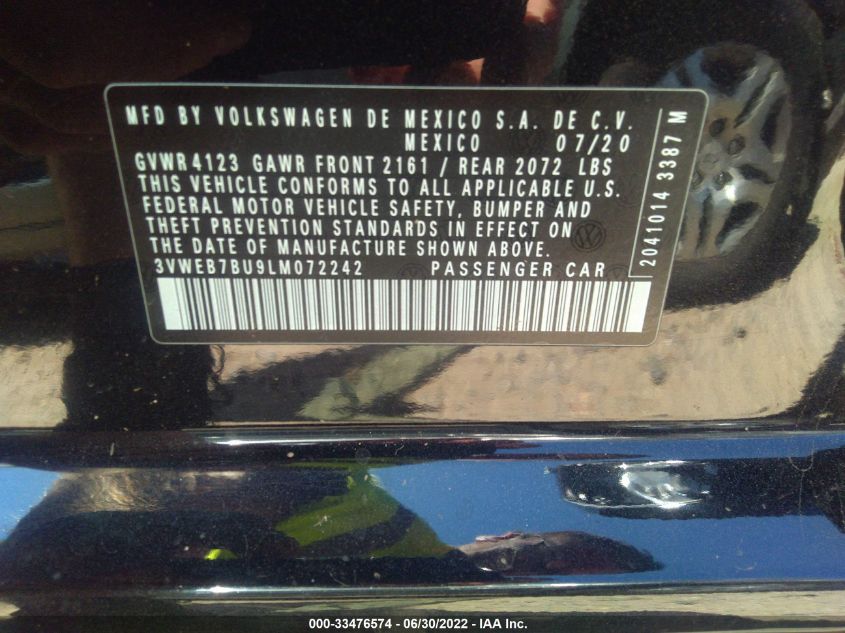 MFD BY VOLKSWAGEN DE MEXICO S.A. DE C.V.
MEXICO 07/20
GVWR 4123 GAWR FRONT 2161 / REAR 2072 LBS
THIS VEHICLE CONFORMS TO ALL APPLICABLE U.S.
FEDERAL MOTOR VEHICLE SAFETY, BUMPER AND
THEFT PREVENTION STANDARDS IN EFFECT ON
THE DATE OF MANUFACTURE SHOWN ABOVE.
3VWEB7BU9LM072242 PASSENGER CAR
2041014 3387 M
000-33476574 / 06/30/2022 - IAA Inc.